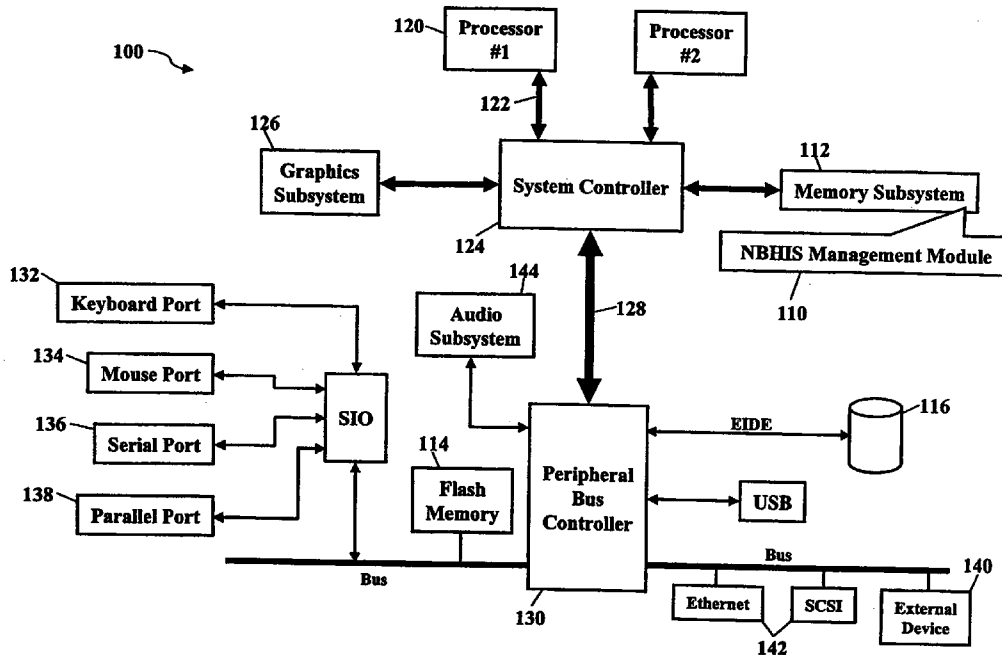 100
120
Processor
#1
Processor
#2
122
126
Graphics
Subsystem
System Controller
112
Memory Subsystem
124
NBHIS Management Module
110
132
Keyboard Port
144
Audio
Subsystem
128
134
Mouse Port
SIO
136
Serial Port
114
Flash
Memory
Peripheral
Bus
Controller
EIDE
116
138
Parallel Port
USB
Bus
Bus
130
Ethernet
SCSI
142
140
External
Device